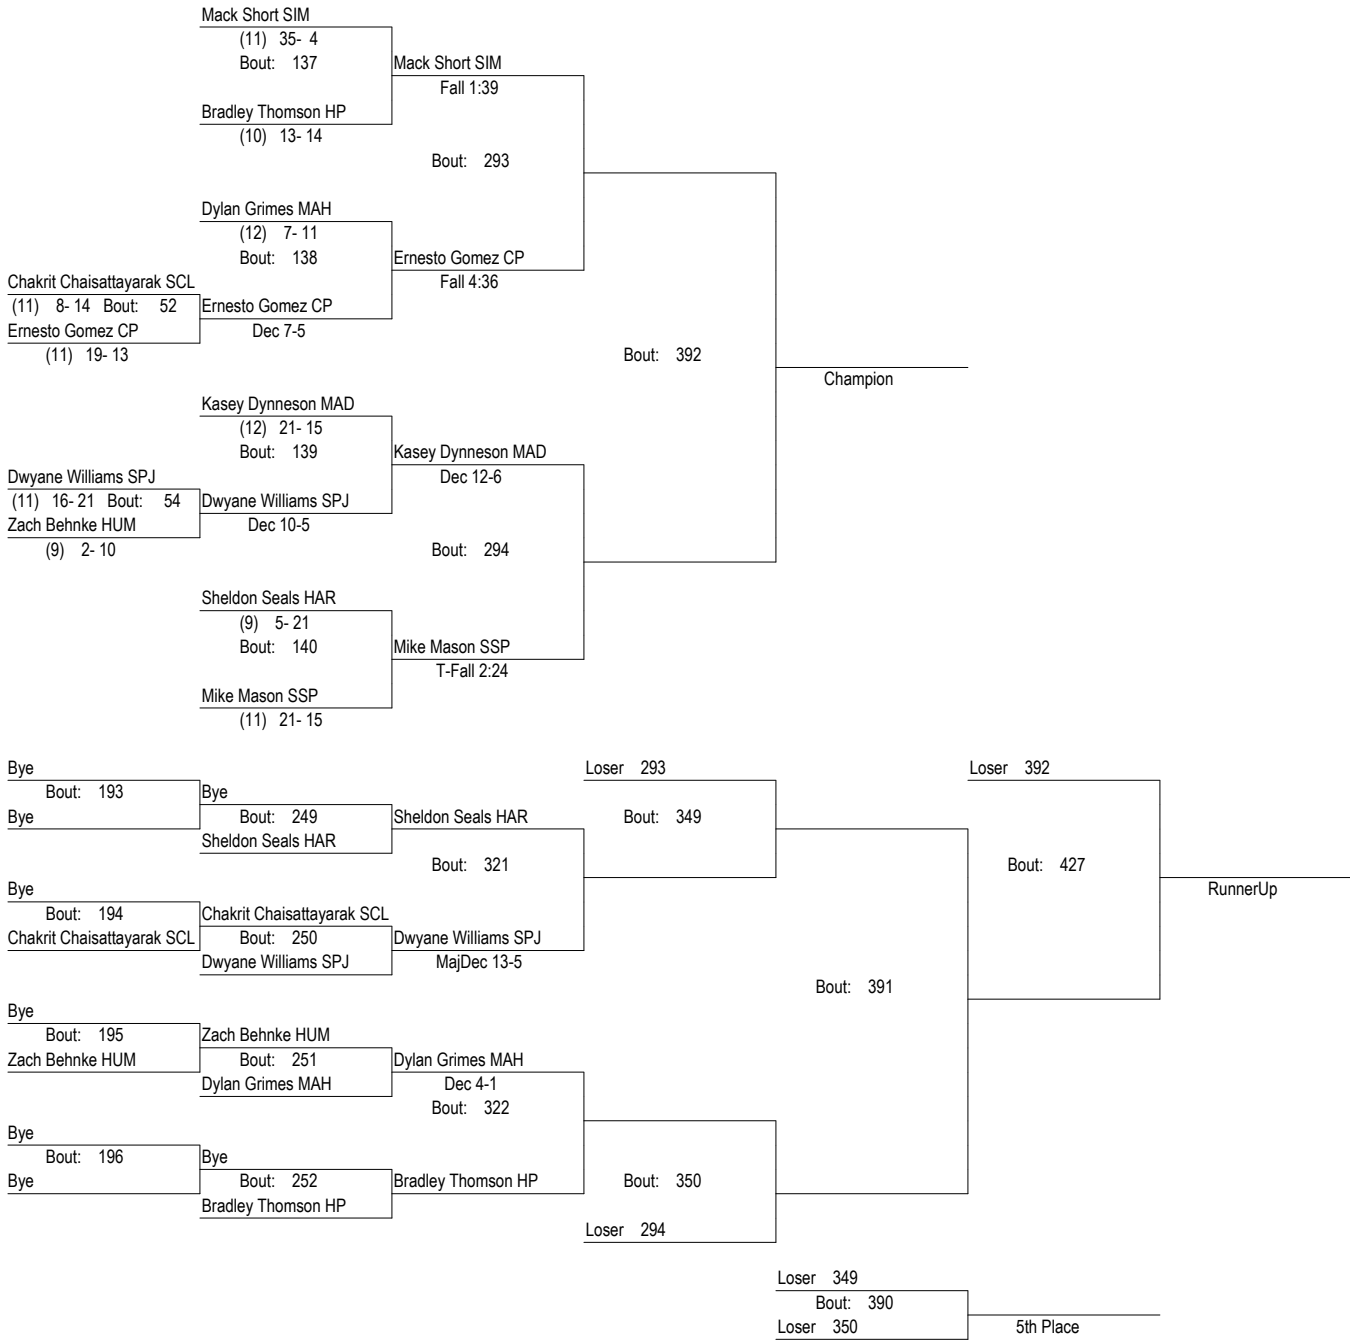 Mack Short SIM
(11) 35- 4
Bout: 137
Mack Short SIM
Fall 1:39
Bradley Thomson HP
(10) 13- 14
Bout: 293
Dylan Grimes MAH
(12) 7- 11
Bout: 138
Ernesto Gomez CP
Fall 4:36
Chakrit Chaisattayarak SCL
(11) 8- 14 Bout: 52
Ernesto Gomez CP
Ernesto Gomez CP
Dec 7-5
(11) 19- 13
Bout: 392
Champion
Kasey Dynneson MAD
(12) 21- 15
Bout: 139
Kasey Dynneson MAD
Dec 12-6
Dwyane Williams SPJ
(11) 16- 21 Bout: 54
Dwyane Williams SPJ
Zach Behnke HUM
Dec 10-5
(9) 2- 10
Bout: 294
Sheldon Seals HAR
(9) 5- 21
Bout: 140
Mike Mason SSP
T-Fall 2:24
Mike Mason SSP
(11) 21- 15
Bye
Loser 293
Loser 392
Bout: 193
Bye
Bye
Bout: 249
Sheldon Seals HAR
Bout: 349
Sheldon Seals HAR
Bout: 321
Bout: 427
Bye
RunnerUp
Bout: 194
Chakrit Chaisattayarak SCL
Chakrit Chaisattayarak SCL
Bout: 250
Dwyane Williams SPJ
Dwyane Williams SPJ
MajDec 13-5
Bout: 391
Bye
Bout: 195
Zach Behnke HUM
Zach Behnke HUM
Bout: 251
Dylan Grimes MAH
Dylan Grimes MAH
Dec 4-1
Bout: 322
Bye
Bout: 196
Bye
Bye
Bout: 252
Bradley Thomson HP
Bout: 350
Bradley Thomson HP
Loser 294
Loser 349
Bout: 390
Loser 350
5th Place